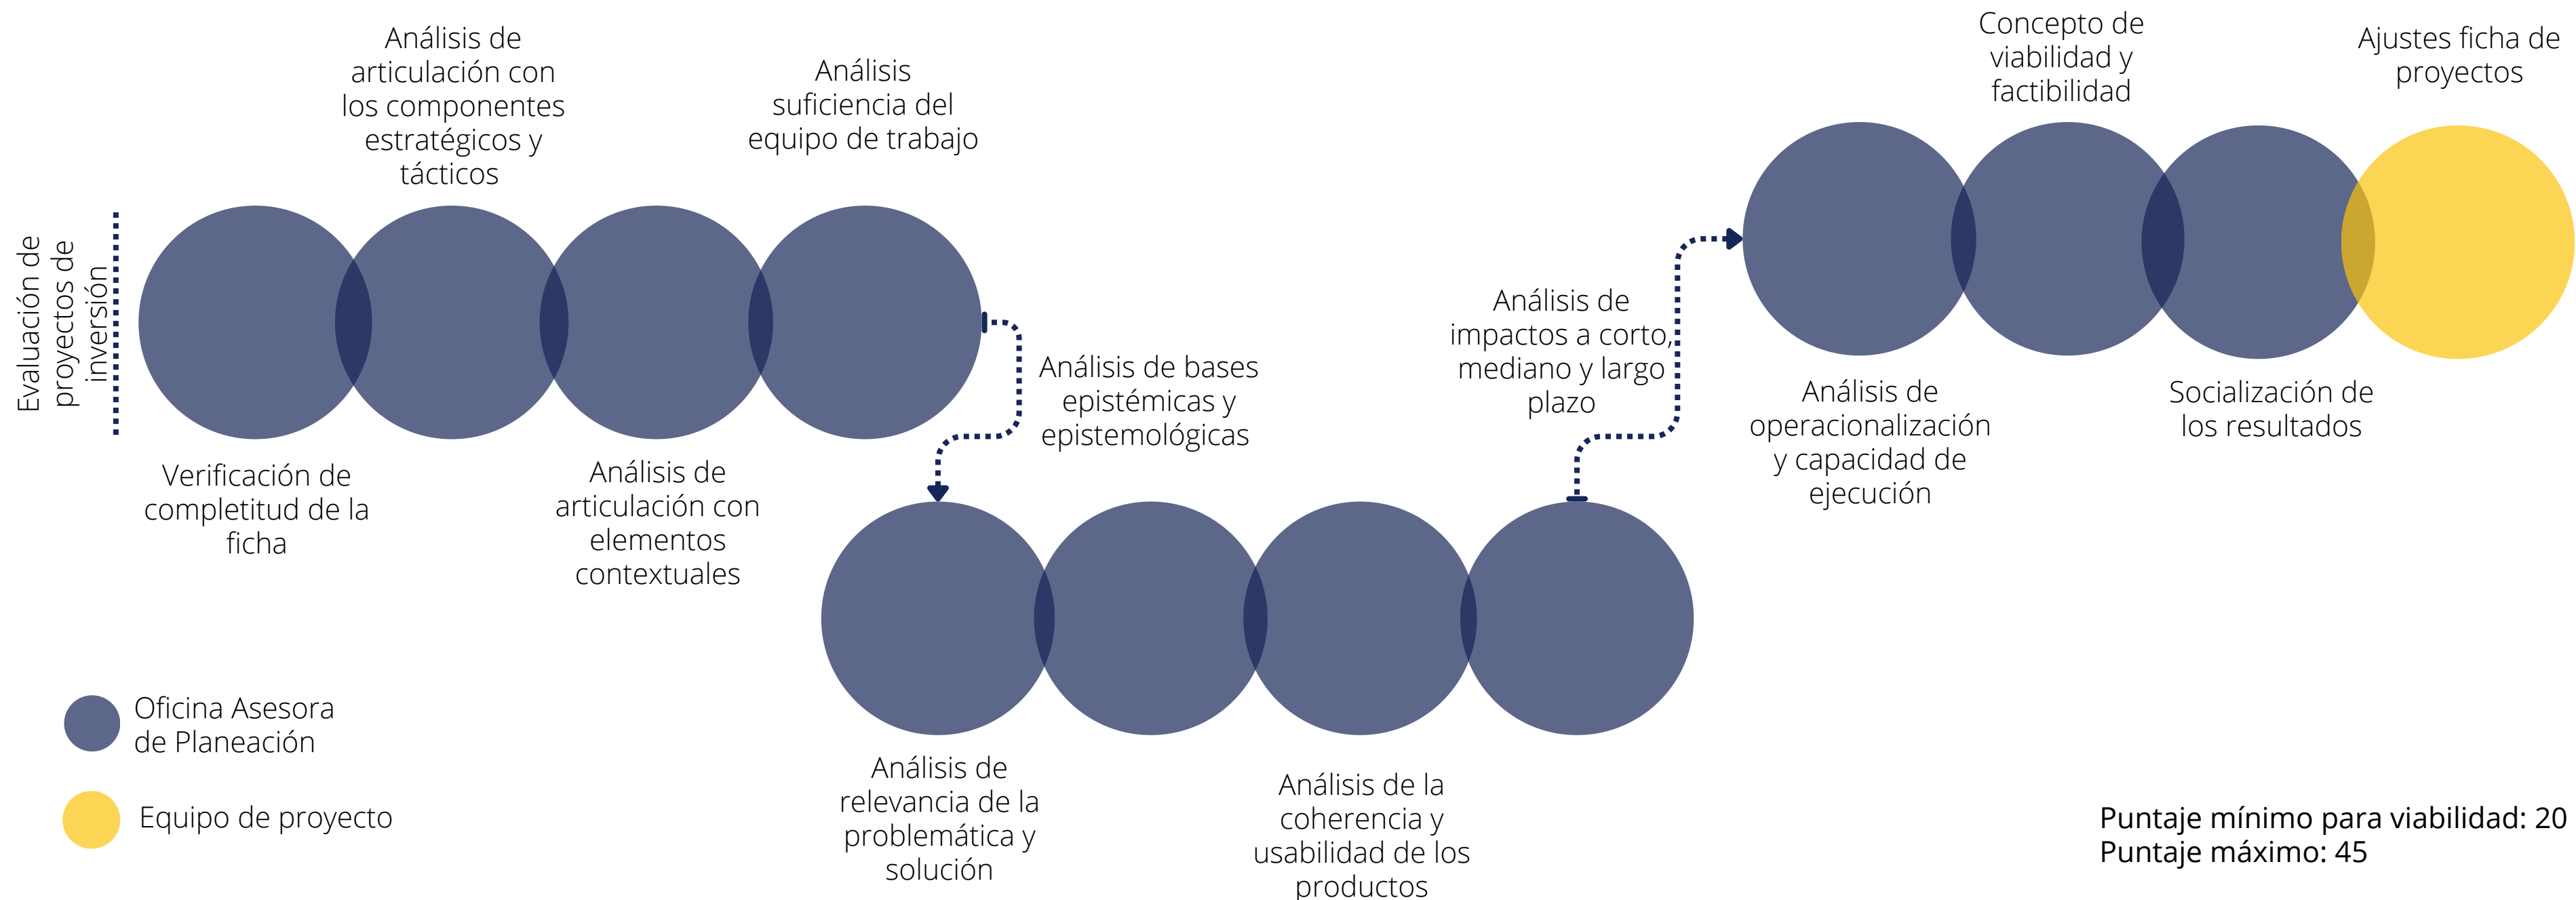 Evaluación de
proyectos de
inversión
Verificación de
completitud de la
ficha
Análisis de
articulación con
los componentes
estratégicos y
tácticos
Análisis de
articulación con
elementos
contextuales
Análisis
suficiencia del
equipo de trabajo
Análisis de
relevancia de la
problemática y
solución
Análisis de bases
epistémicas y
epistemológicas
Análisis de la
coherencia y
usabilidad de los
productos
Análisis de
impactos a corto,
mediano y largo
plazo
Análisis de
operacionalización
y capacidad de
ejecución
Concepto de
viabilidad y
factibilidad
Socialización de
los resultados
Ajustes ficha de
proyectos
Oficina Asesora
de Planeación
Equipo de proyecto
Puntaje mínimo para viabilidad: 20
Puntaje máximo: 45